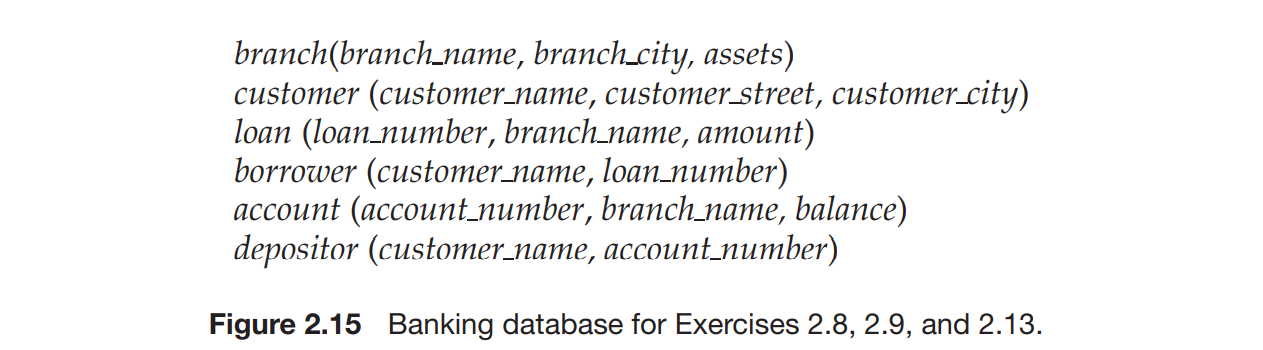 branch(branch_name, branch_city, assets)
customer (customer_name, customer_street, customer_city)
loan (loan_number, branch_name, amount)
borrower (customer_name, loan_number)
account (account_number, branch_name, balance)
depositor (customer_name, account_number)
Figure 2.15 Banking database for Exercises 2.8, 2.9, and 2.13.